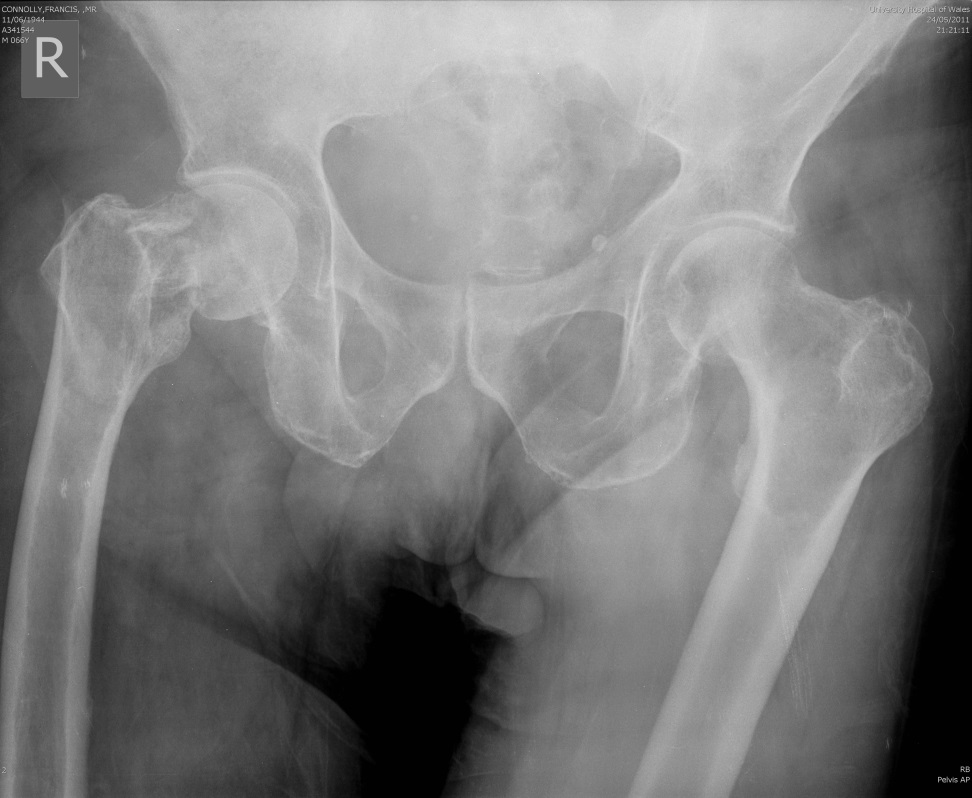 CONNOLLY,FRANCIS, ,MR
11/06/1944
A341544
M 066Y
R
University Hospital of Wales
24/05/2011
21:21:11
2
RB
Pelvis AP